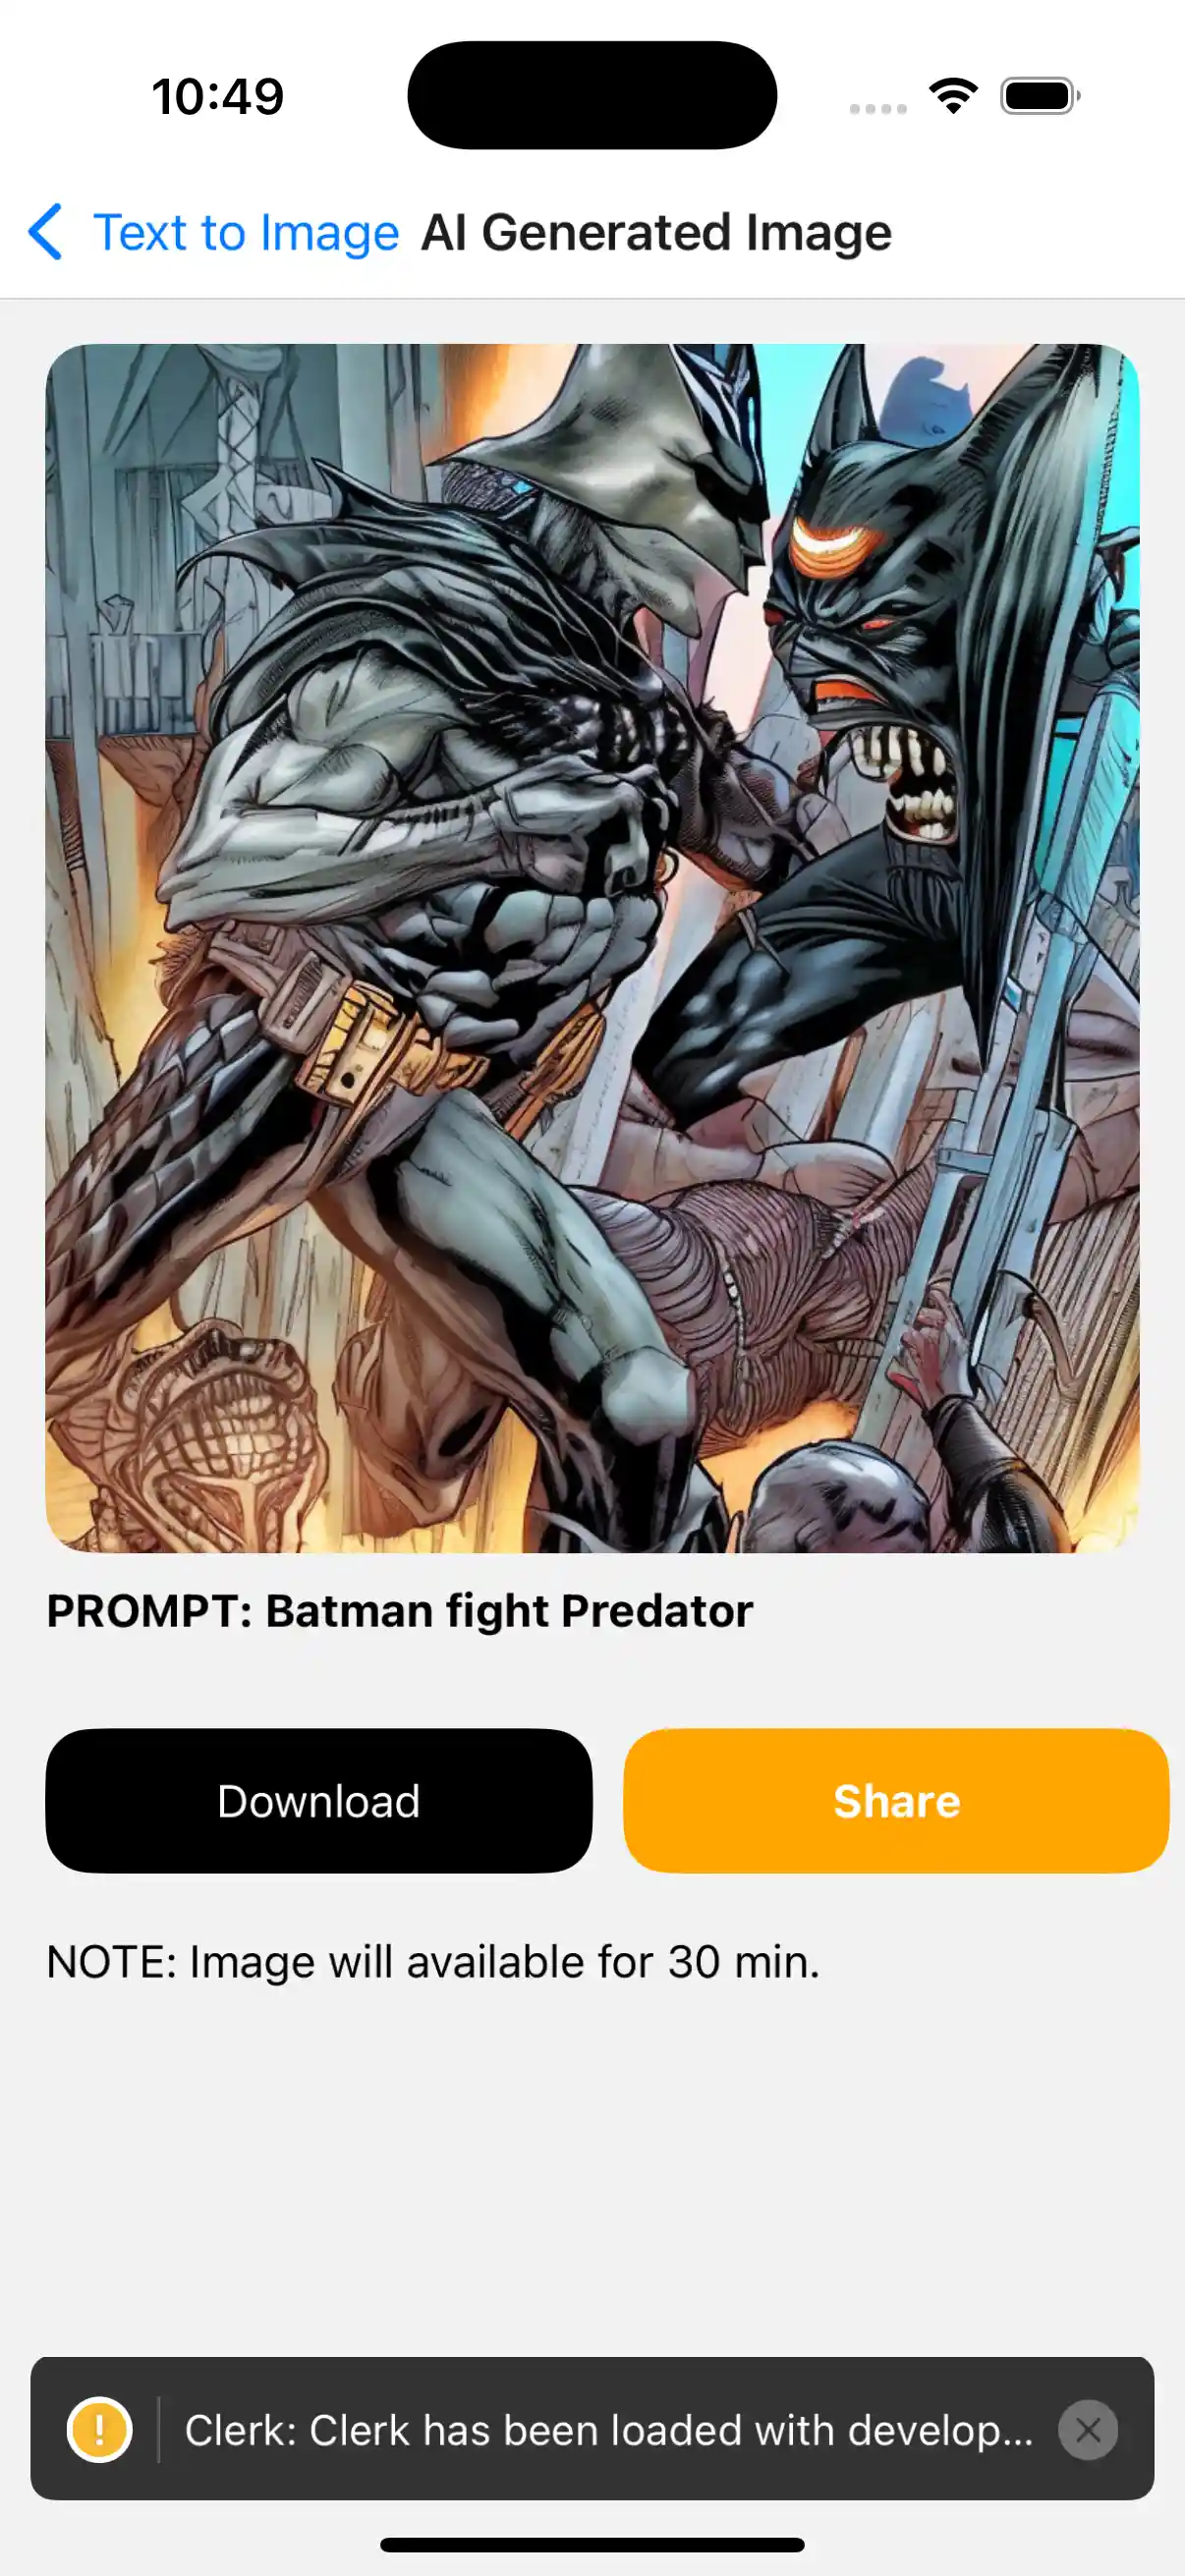 10:49
Text to Image AI Generated Image
PROMPT: Batman fight Predator
Download Share
NOTE: Image will available for 30 min.
Clerk: Clerk has been loaded with develop...